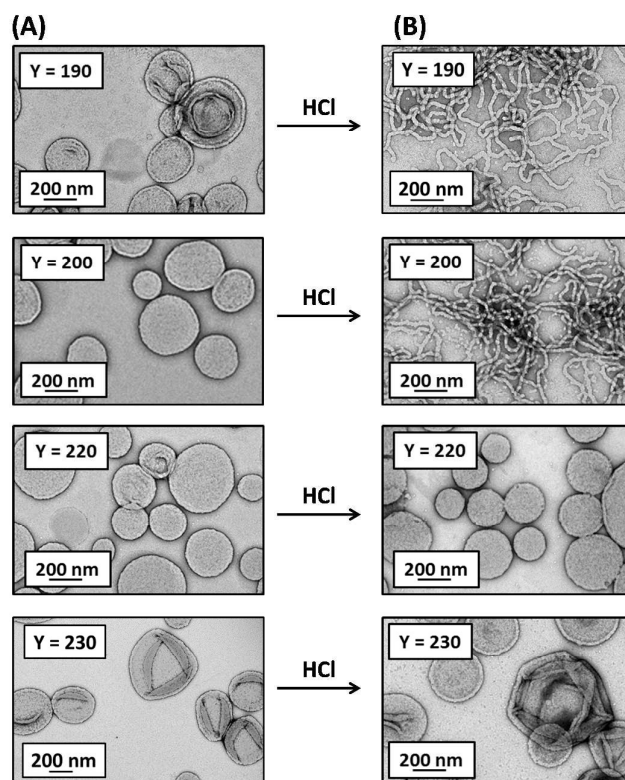 (A) (B)
Y = 190
HCl
Y = 190
200 nm
200 nm
Y = 200
HCl
Y = 200
200 nm
200 nm
Y = 220
HCl
Y = 220
200 nm
200 nm
Y = 230
HCl
Y = 230
200 nm
200 nm